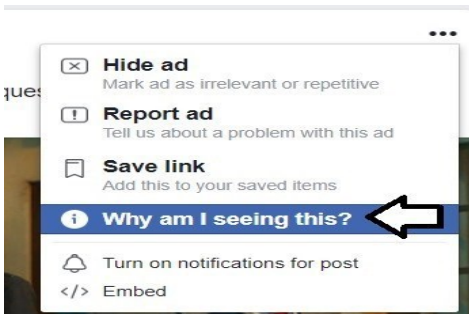 Hide ad
Mark ad as irrelevant or repetitive
ques
Report ad
Tell us about a problem with this ad
Save link
Add this to your saved items
Why am I seeing this?
Turn on notifications for post
</> Embed